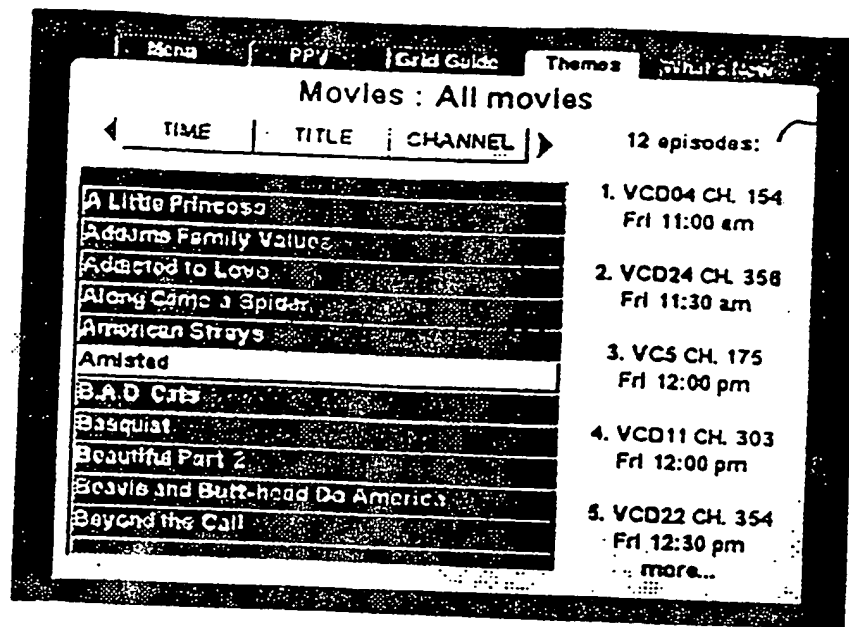 Menu PPV Grid Guide Themes What's New
Movies : All movies
TIME TITLE CHANNEL
12 episodes:
A Little Princess
Addams Family Values
Addicted to Love
Along Came a Spider
American Strays
Amistad
B.A.D. Cats
Basquiat
Beautiful Part 2
Beavis and Butt-head Do America
Beyond the Call
1. VCD04 CH. 154
Fri 11:00 am
2. VCD24 CH. 356
Fri 11:30 am
3. VC5 CH. 175
Fri 12:00 pm
4. VCD11 CH. 303
Fri 12:00 pm
5. VCD22 CH. 354
Fri 12:30 pm
more...